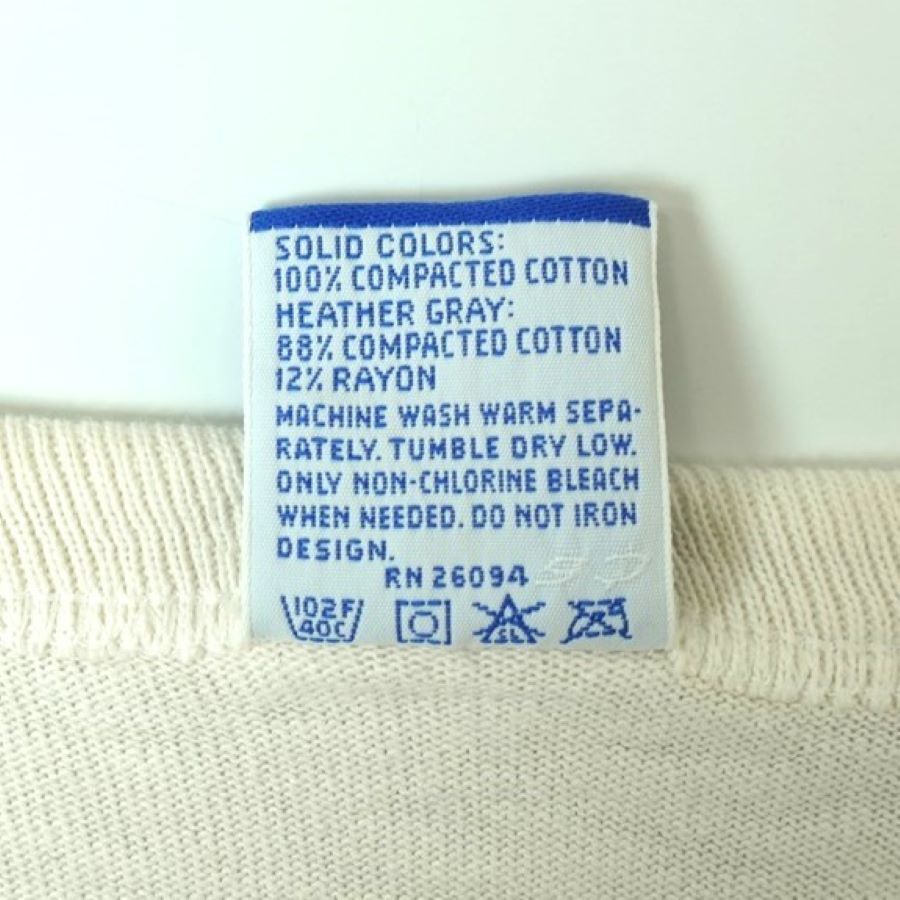 SOLID COLORS:
100% COMPACTED COTTON
HEATHER GRAY:
88% COMPACTED COTTON
12% RAYON
MACHINE WASH WARM SEPA-
RATELY. TUMBLE DRY LOW.
ONLY NON-CHLORINE BLEACH
WHEN NEEDED. DO NOT IRON
DESIGN.
RN 26094
102F
40C